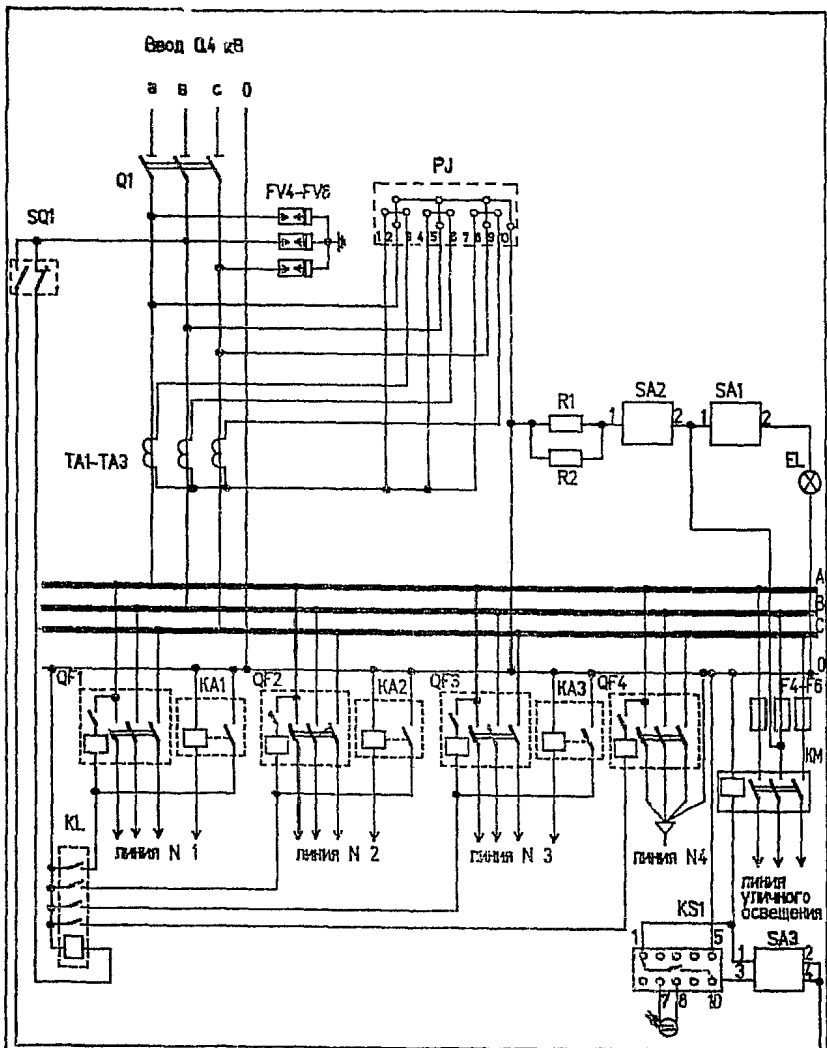 Ввод 0.4 кВ
а в с 0
Q1
FV4-FV6
PJ
SQ1
1 2 3 4 5 6 7 8 9 0
R1
R2
1 SA2 2
1 SA1 2
EL
TA1-TA3
A
B
C
0
QF1
KA1
QF2
KA2
QF3
KA3
QF4
F4-F6
KM
KL
линия N 1
линия N 2
линия N 3
линия N4
линия
уличного
освещения
KS1
1 5
7 8 10
SA3
1 2
3 4